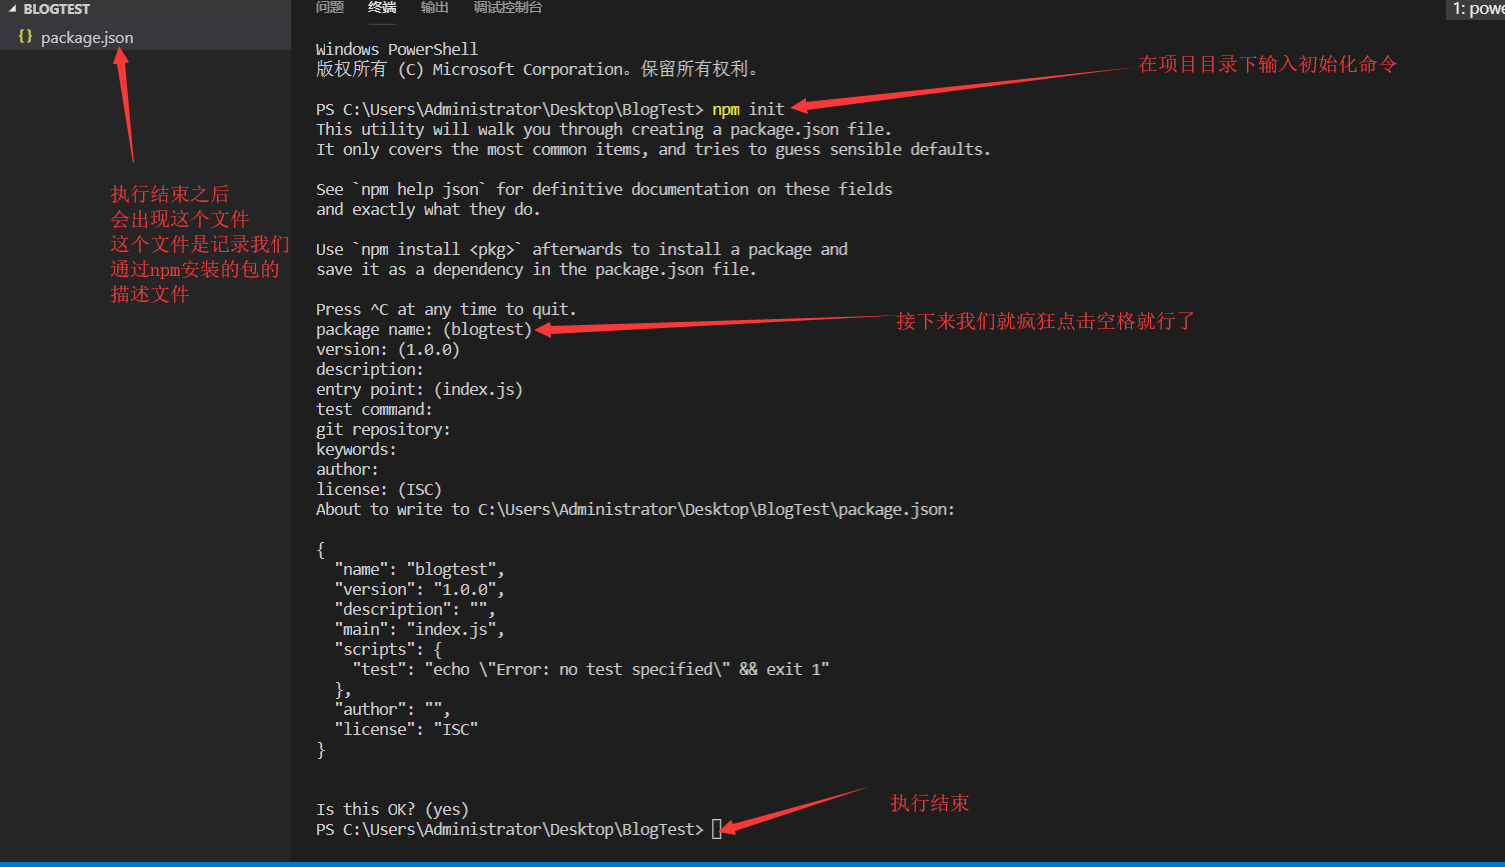 BLOGTEST
{} package.json
执行结束之后
会出现这个文件
这个文件是记录我们
通过npm安装的包的
描述文件
问题 终端 输出 调试控制台
Windows PowerShell
版权所有 (C) Microsoft Corporation。保留所有权利。
PS C:\Users\Administrator\Desktop\BlogTest> npm init
在项目目录下输入初始化命令
This utility will walk you through creating a package.json file.
It only covers the most common items, and tries to guess sensible defaults.
See `npm help json` for definitive documentation on these fields
and exactly what they do.
Use `npm install <pkg>` afterwards to install a package and
save it as a dependency in the package.json file.
Press ^C at any time to quit.
package name: (blogtest)
接下来我们就疯狂点击空格就行了
version: (1.0.0)
description:
entry point: (index.js)
test command:
git repository:
keywords:
author:
license: (ISC)
About to write to C:\Users\Administrator\Desktop\BlogTest\package.json:
{
"name": "blogtest",
"version": "1.0.0",
"description": "",
"main": "index.js",
"scripts": {
"test": "echo \"Error: no test specified\" && exit 1"
},
"author": "",
"license": "ISC"
}
Is this OK? (yes)
执行结束
PS C:\Users\Administrator\Desktop\BlogTest>